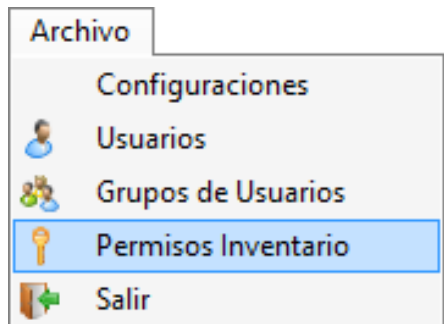 Archivo
Configuraciones
Usuarios
Grupos de Usuarios
Permisos Inventario
Salir